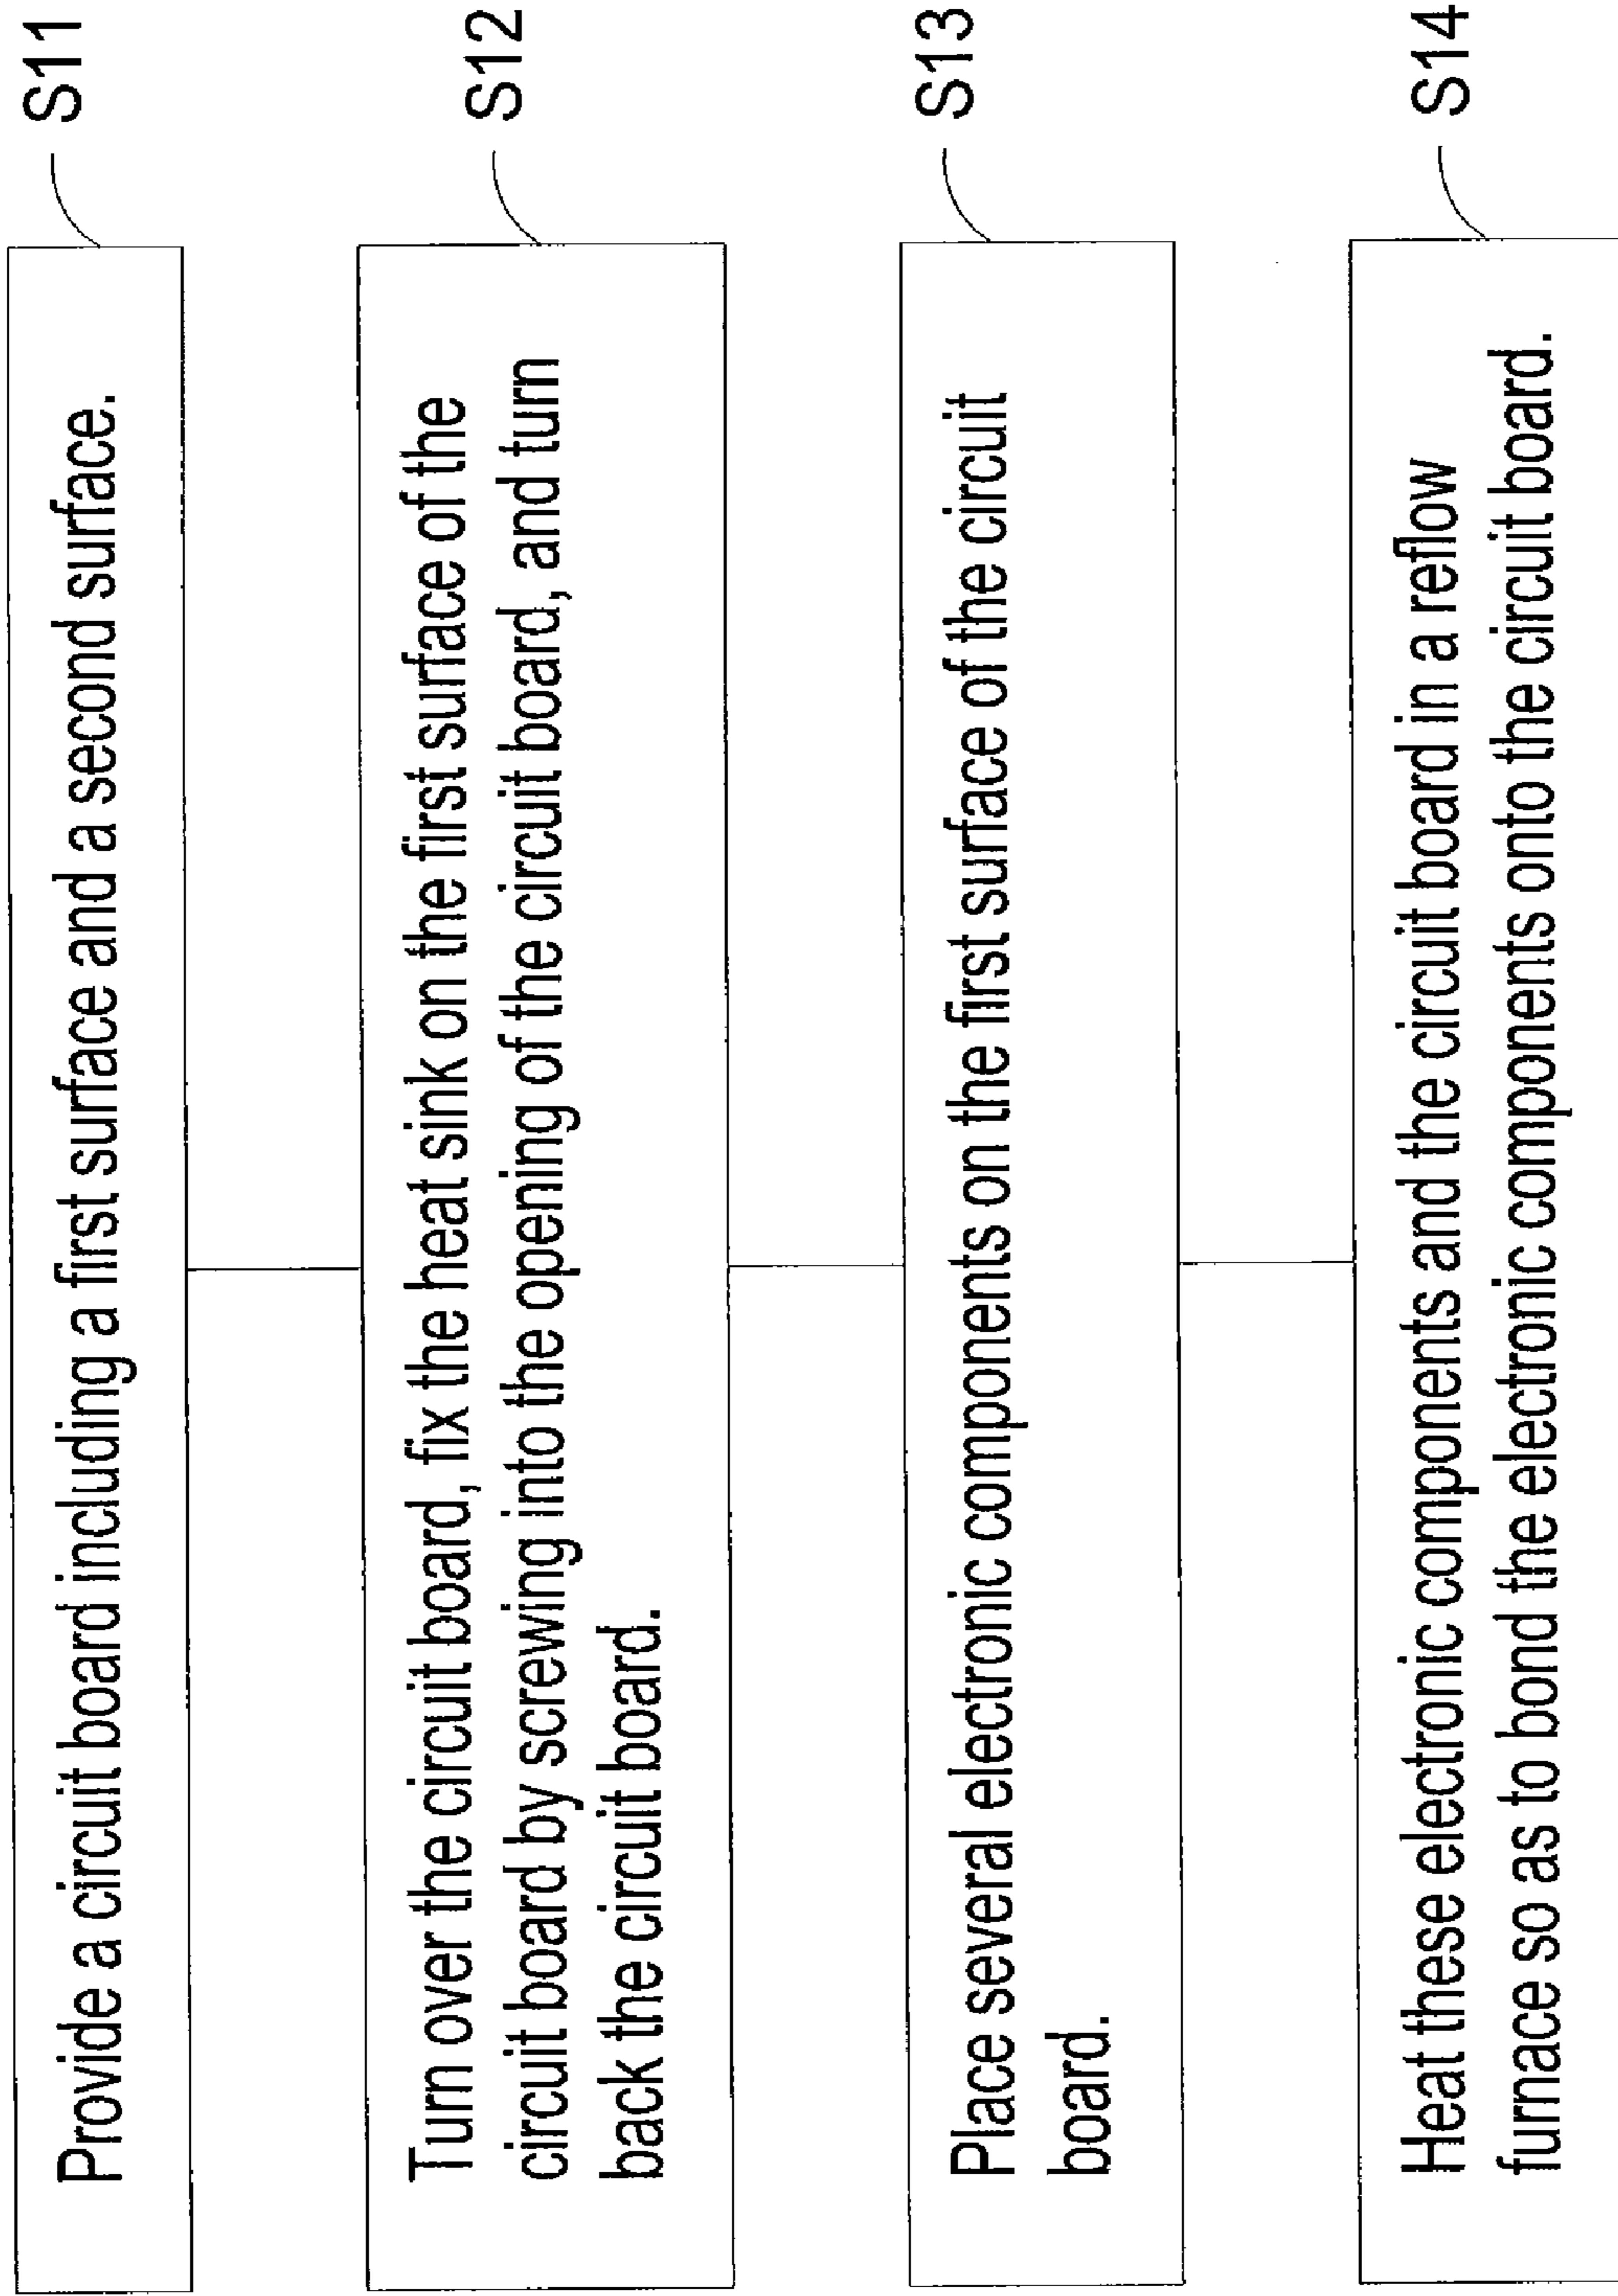 Provide a circuit board including a first surface and a second surface.
S11
Turn over the circuit board, fix the heat sink on the first surface of the
circuit board by screwing into the opening of the circuit board, and turn
back the circuit board.
S12
Place several electronic components on the first surface of the circuit
board.
S13
Heat these electronic components and the circuit board in a reflow
furnace so as to bond the electronic components onto the circuit board.
S14